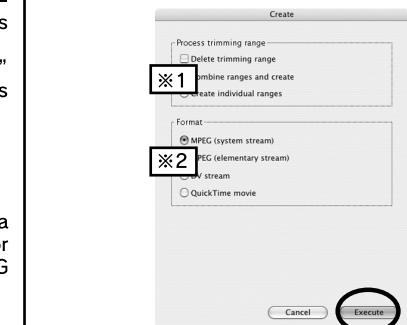 s
”
s
a
or
G
Create
Process trimming range
Delete trimming range
※1
ombine ranges and create
reate individual ranges
Format
MPEG (system stream)
※2
PEG (elementary stream)
V stream
QuickTime movie
Cancel
Execute